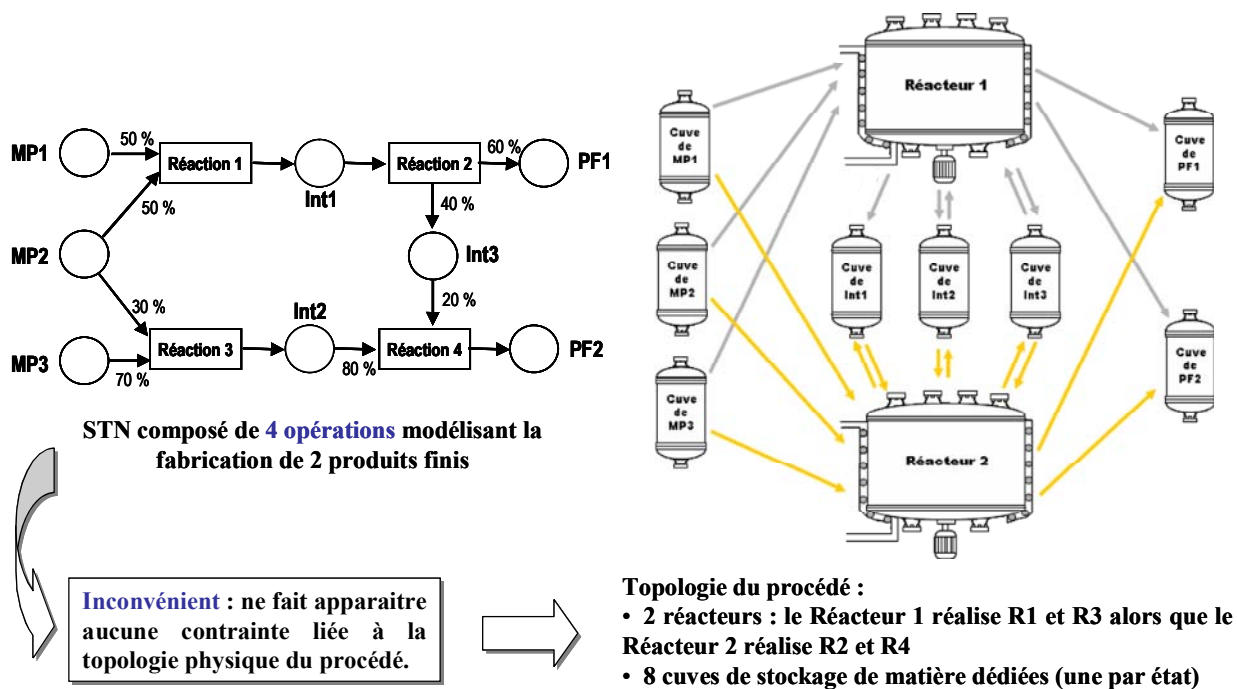 MP1
50 %
Réaction 1
Int1
Réaction 2
60 %
PF1
50 %
40 %
MP2
Int3
30 %
Int2
20 %
MP3
70 %
Réaction 3
80 %
Réaction 4
PF2
STN composé de 4 opérations modélisant la
fabrication de 2 produits finis
Inconvénient : ne fait apparaitre
aucune contrainte liée à la
topologie physique du procédé.
Réacteur 1
Cuve
de
MP1
Cuve
de
PF1
Cuve
de
MP2
Cuve
de
Int1
Cuve
de
Int2
Cuve
de
Int3
Cuve
de
PF2
Cuve
de
MP3
Réacteur 2
Topologie du procédé :
• 2 réacteurs : le Réacteur 1 réalise R1 et R3 alors que le
Réacteur 2 réalise R2 et R4
• 8 cuves de stockage de matière dédiées (une par état)